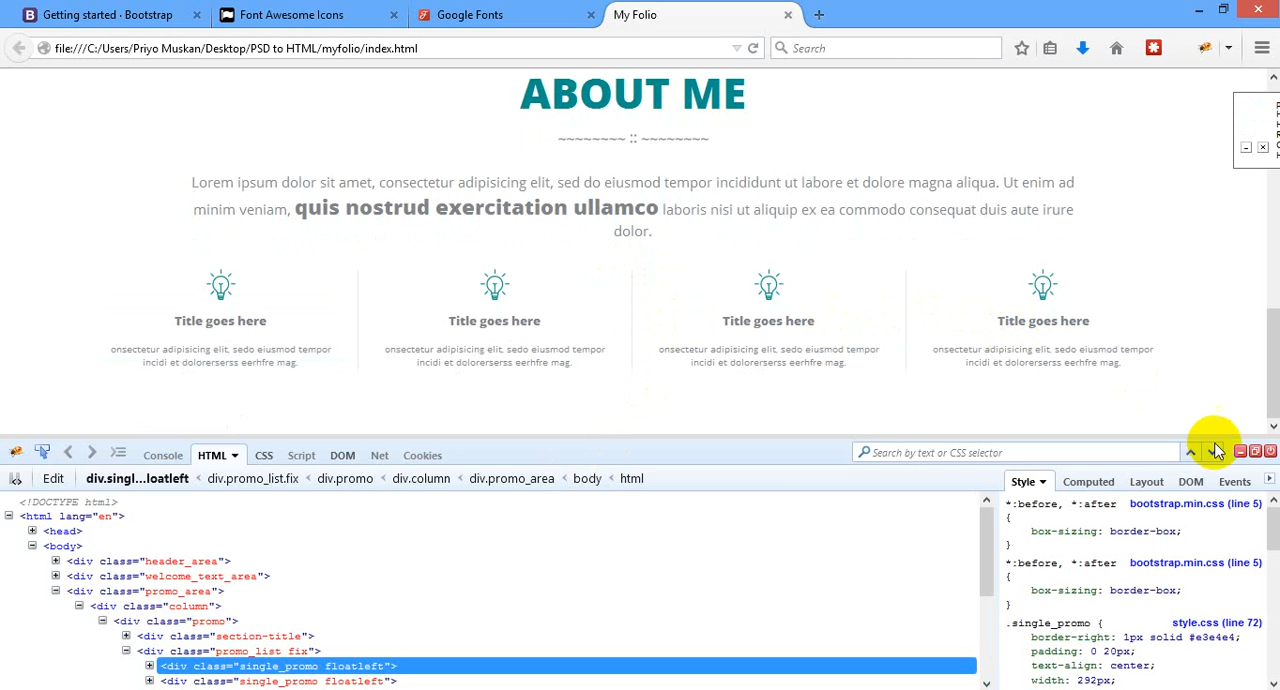 Getting started · Bootstrap
Font Awesome Icons
Google Fonts
My Folio
file:///C:/Users/Priyo Muskan/Desktop/PSD to HTML/myfolio/index.html
Search
ABOUT ME
~~~~~~~~ :: ~~~~~~~~
Lorem ipsum dolor sit amet, consectetur adipisicing elit, sed do eiusmod tempor incididunt ut labore et dolore magna aliqua. Ut enim ad
minim veniam, quis nostrud exercitation ullamco laboris nisi ut aliquip ex ea commodo consequat duis aute irure
dolor.
Title goes here
onsectetur adipisicing elit, sedo eiusmod tempor
incidi et dolorerserss eerhfre mag.
Title goes here
onsectetur adipisicing elit, sedo eiusmod tempor
incidi et dolorerserss eerhfre mag.
Title goes here
onsectetur adipisicing elit, sedo eiusmod tempor
incidi et dolorerserss eerhfre mag.
Title goes here
onsectetur adipisicing elit, sedo eiusmod tempor
incidi et dolorerserss eerhfre mag.
Console HTML CSS Script DOM Net Cookies
Search by text or CSS selector
Edit div.singl...loatleft < div.promo_list.fix < div.promo < div.column < div.promo_area < body < html
<!DOCTYPE html>
<html lang="en">
<head>
<body>
<div class="header_area">
<div class="welcome_text_area">
<div class="promo_area">
<div class="column">
<div class="promo">
<div class="section-title">
<div class="promo_list fix">
<div class="single_promo floatleft">
<div class="single_promo floatleft">
Style Computed Layout DOM Events
*:before, *:after bootstrap.min.css (line 5)
{
box-sizing: border-box;
}
*:before, *:after bootstrap.min.css (line 5)
{
box-sizing: border-box;
}
.single_promo { style.css (line 72)
border-right: 1px solid #e3e4e4;
padding: 0 20px;
text-align: center;
width: 292px;